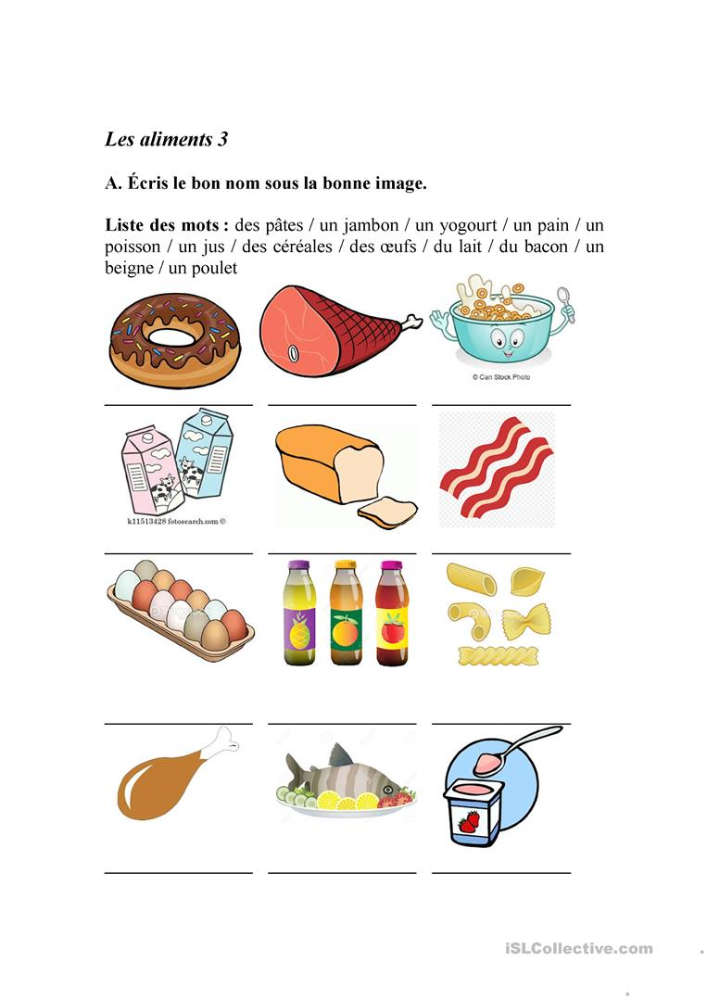 Les aliments 3
A. Écris le bon nom sous la bonne image.
Liste des mots : des pâtes / un jambon / un yogourt / un pain / un
poisson / un jus / des céréales / des œufs / du lait / du bacon / un
beigne / un poulet
© Can Stock Photo
k11513428 fotosearch.com ©
iSLCollective.com